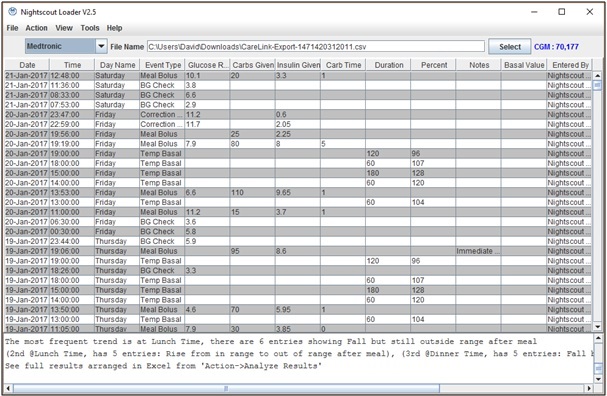 Nightscout Loader V2.5
File Action View Tools Help
Medtronic File Name C:\Users\David\Downloads\CareLink-Export-1471420312011.csv Select CGM : 70,177
Date Time Day Name Event Type Glucose R... Carbs Given Insulin Given Carb Time Duration Percent Notes Basal Value Entered By
21-Jan-2017 12:48:00 Saturday Meal Bolus 10.1 20 3.3 1 Nightscout ...
21-Jan-2017 11:36:00 Saturday BG Check 3.8 Nightscout ...
21-Jan-2017 08:33:00 Saturday BG Check 6.6 Nightscout ...
21-Jan-2017 07:53:00 Saturday BG Check 2.9 Nightscout ...
20-Jan-2017 23:47:00 Friday Correction ... 11.2 0.6 Nightscout ...
20-Jan-2017 22:59:00 Friday Correction ... 11.7 2.05 Nightscout ...
20-Jan-2017 19:56:00 Friday Meal Bolus 25 2.25 Nightscout ...
20-Jan-2017 19:19:00 Friday Meal Bolus 7.9 80 8 5 Nightscout ...
20-Jan-2017 19:00:00 Friday Temp Basal 120 96 Nightscout ...
20-Jan-2017 18:00:00 Friday Temp Basal 60 107 Nightscout ...
20-Jan-2017 15:00:00 Friday Temp Basal 180 128 Nightscout ...
20-Jan-2017 14:00:00 Friday Temp Basal 60 120 Nightscout ...
20-Jan-2017 13:53:00 Friday Meal Bolus 6.6 110 9.65 1 Nightscout ...
20-Jan-2017 13:00:00 Friday Temp Basal 60 104 Nightscout ...
20-Jan-2017 11:00:00 Friday Meal Bolus 11.2 15 3.7 1 Nightscout ...
20-Jan-2017 06:30:00 Friday BG Check 3.6 Nightscout ...
20-Jan-2017 00:30:00 Friday BG Check 5.8 Nightscout ...
19-Jan-2017 23:44:00 Thursday BG Check 5.9 Nightscout ...
19-Jan-2017 19:06:00 Thursday Meal Bolus 95 8.6 Immediate ... Nightscout ...
19-Jan-2017 19:00:00 Thursday Temp Basal 120 96 Nightscout ...
19-Jan-2017 18:26:00 Thursday BG Check 3.3 Nightscout ...
19-Jan-2017 18:00:00 Thursday Temp Basal 60 107 Nightscout ...
19-Jan-2017 15:00:00 Thursday Temp Basal 180 128 Nightscout ...
19-Jan-2017 14:00:00 Thursday Temp Basal 60 120 Nightscout ...
19-Jan-2017 13:50:00 Thursday Meal Bolus 4.6 70 5.95 1 Nightscout ...
19-Jan-2017 13:00:00 Thursday Temp Basal 60 104 Nightscout ...
19-Jan-2017 11:05:00 Thursday Meal Bolus 7.9 30 3.85 0 Nightscout ...
The most frequent trend is at Lunch Time, there are 6 entries showing Fall but still outside range after meal
(2nd @Lunch Time, has 5 entries: Rise from in range to out of range after meal), (3rd @Dinner Time, has 5 entries: Fall
See full results arranged in Excel from 'Action->Analyze Results'